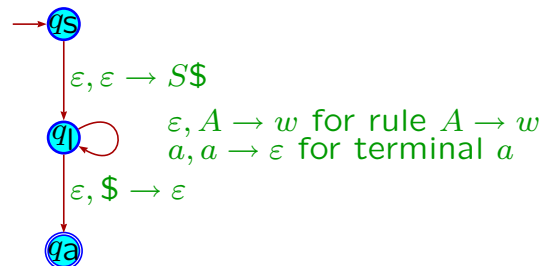 qs
ε, ε → S$
ε, A → w for rule A → w
ql
a, a → ε for terminal a
ε, $ → ε
qa